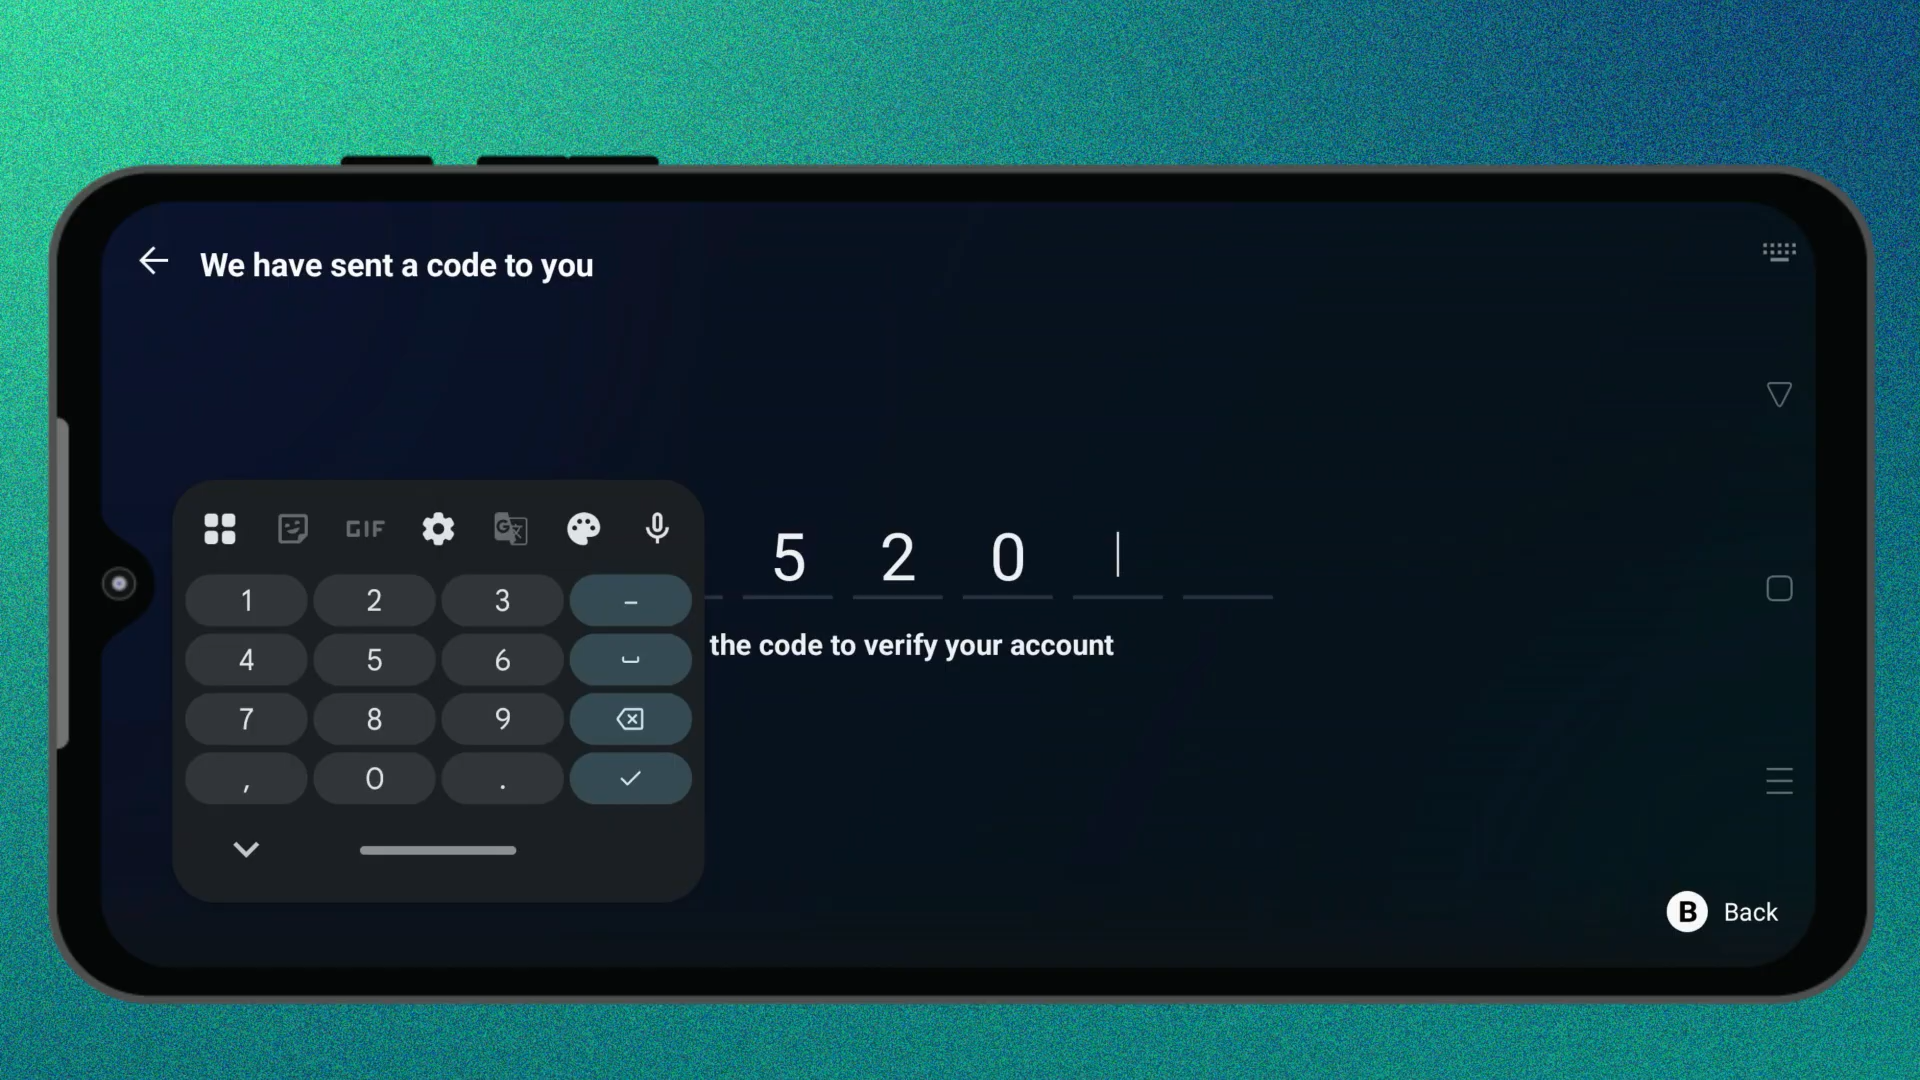 We have sent a code to you
GIF
5 2 0
1 2 3 –
4 5 6
7 8 9
, 0 .
the code to verify your account
B Back